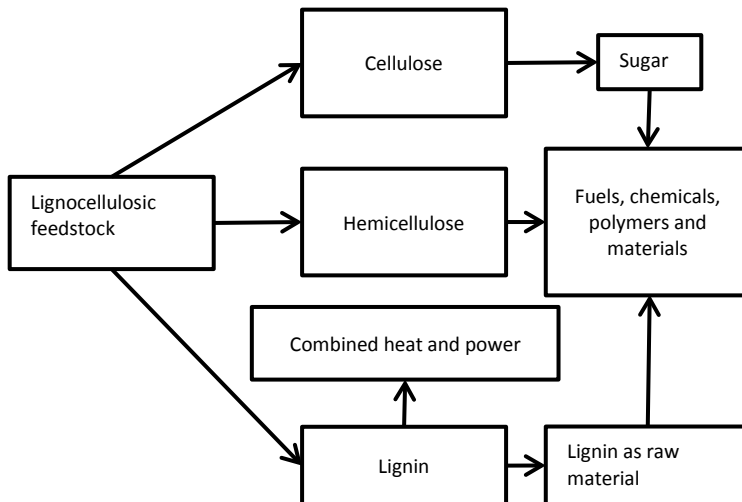 Cellulose
Sugar
Lignocellulosic
feedstock
Hemicellulose
Fuels, chemicals,
polymers and
materials
Combined heat and power
Lignin
Lignin as raw
material